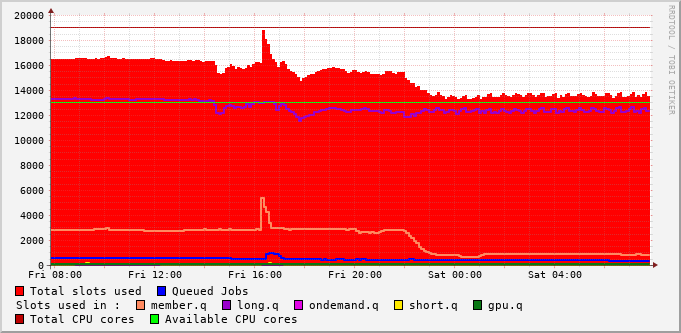 20000
18000
16000
14000
12000
10000
8000
6000
4000
2000
0
Fri 08:00 Fri 12:00 Fri 16:00 Fri 20:00 Sat 00:00 Sat 04:00
RRDTOOL / TOBI OETIKER
Total slots used Queued Jobs
Slots used in : member.q long.q ondemand.q short.q gpu.q
Total CPU cores Available CPU cores